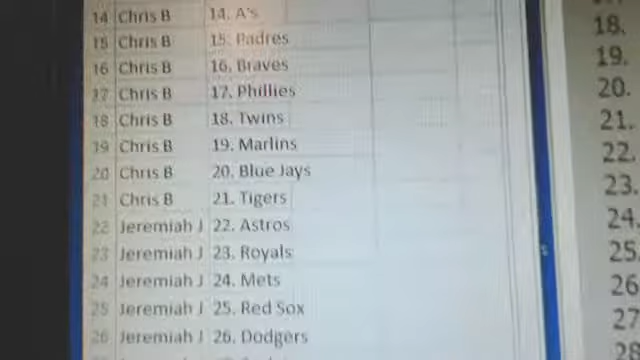 14 Chris B 14. A's
15 Chris B 15. Padres
16 Chris B 16. Braves
17 Chris B 17. Phillies
18 Chris B 18. Twins
19 Chris B 19. Marlins
20 Chris B 20. Blue Jays
21 Chris B 21. Tigers
22 Jeremiah J 22. Astros
23 Jeremiah J 23. Royals
24 Jeremiah J 24. Mets
25 Jeremiah J 25. Red Sox
26 Jeremiah J 26. Dodgers
18.
19.
20.
21.
22.
23.
24.
25.
26
27
28